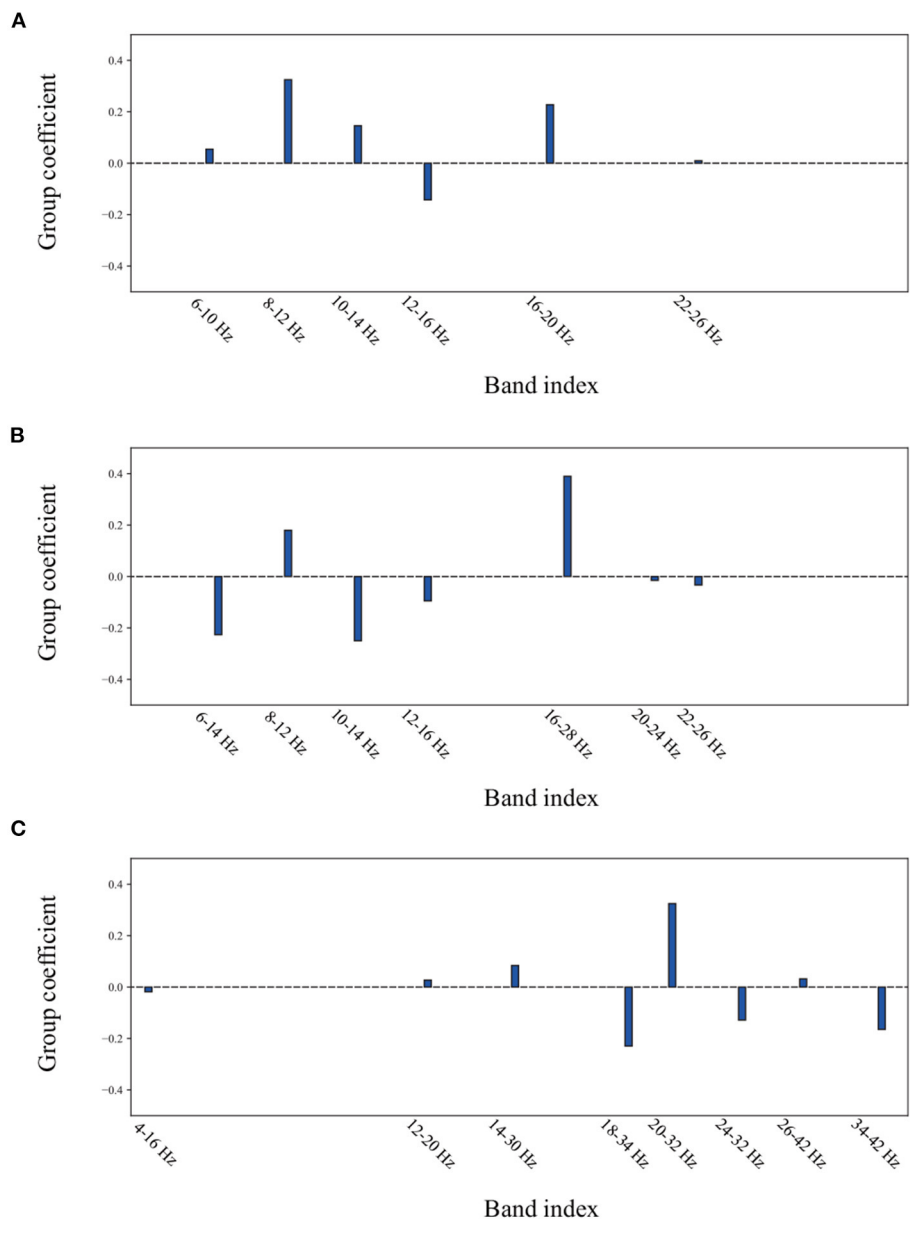 A
Group coefficient
0.4
0.2
0.0
−0.2
−0.4
6-10 Hz
8-12 Hz
10-14 Hz
12-16 Hz
16-20 Hz
22-26 Hz
Band index
B
Group coefficient
0.4
0.2
0.0
−0.2
−0.4
6-14 Hz
8-12 Hz
10-14 Hz
12-16 Hz
16-28 Hz
20-24 Hz
22-26 Hz
Band index
C
Group coefficient
0.4
0.2
0.0
−0.2
−0.4
4-16 Hz
12-20 Hz
14-30 Hz
18-34 Hz
20-32 Hz
24-32 Hz
26-42 Hz
34-42 Hz
Band index